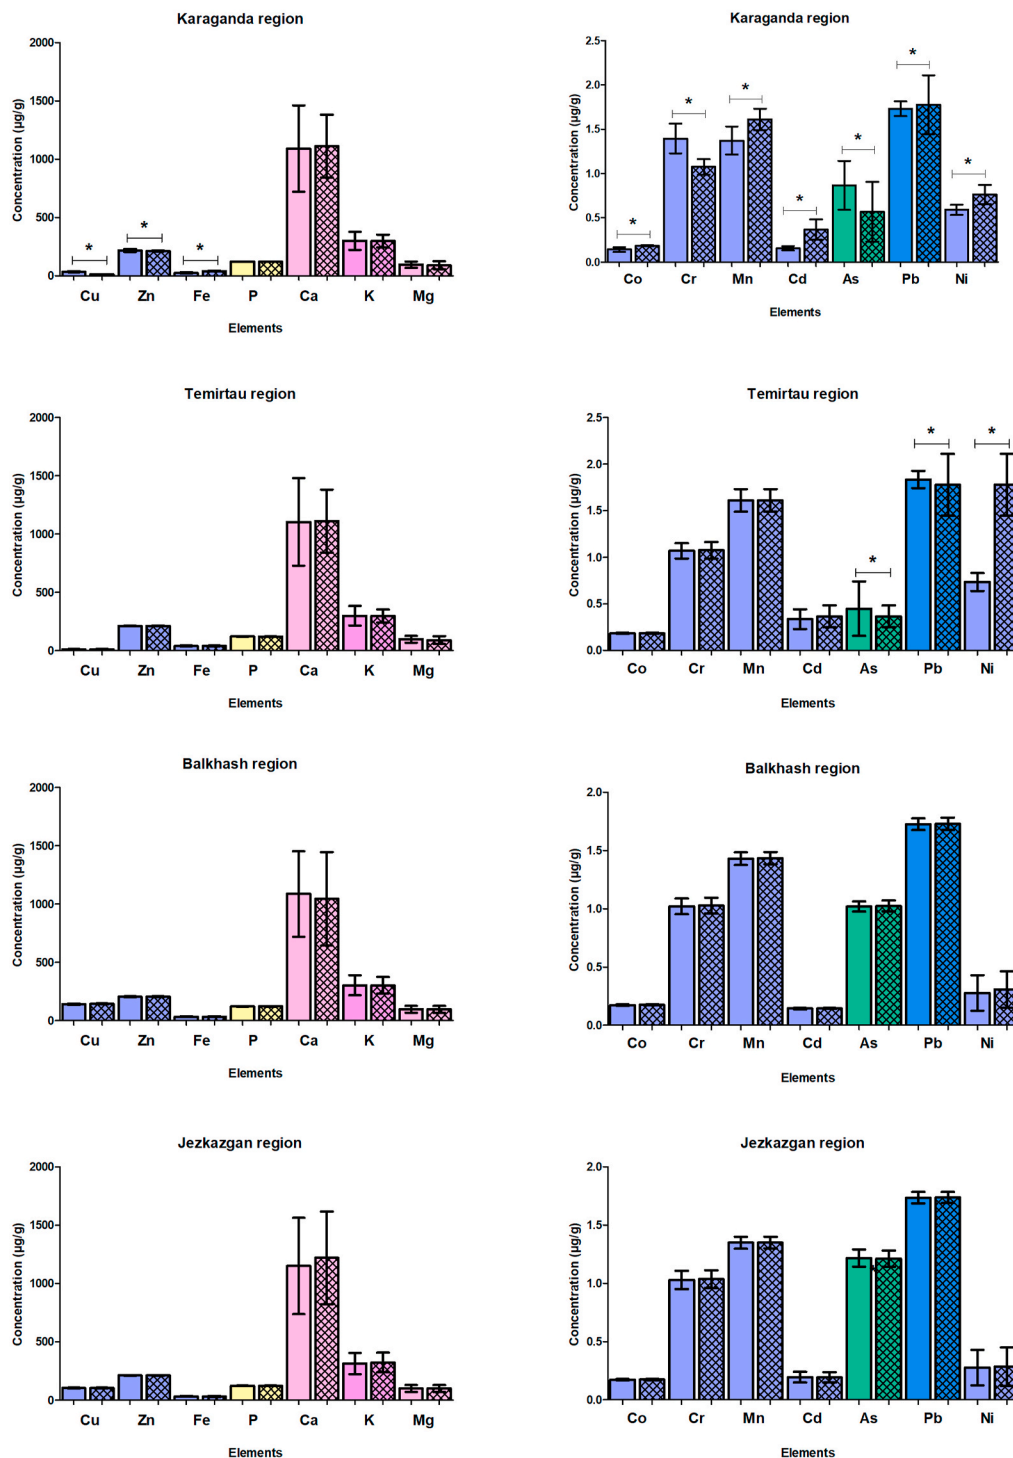 Karaganda region
Concentration (µg/g)
2000
1500
1000
500
0
* * *
Cu Zn Fe P Ca K Mg
Elements
Karaganda region
Concentration (µg/g)
2.5
2.0
1.5
1.0
0.5
0.0
* * * * * * *
Co Cr Mn Cd As Pb Ni
Elements
Temirtau region
Concentration (µg/g)
2000
1500
1000
500
0
Cu Zn Fe P Ca K Mg
Elements
Temirtau region
Concentration (µg/g)
2.5
2.0
1.5
1.0
0.5
0.0
* * *
Co Cr Mn Cd As Pb Ni
Elements
Balkhash region
Concentration (µg/g)
2000
1500
1000
500
0
Cu Zn Fe P Ca K Mg
Elements
Balkhash region
Concentration (µg/g)
2.0
1.5
1.0
0.5
0.0
Co Cr Mn Cd As Pb Ni
Elements
Jezkazgan region
Concentration (µg/g)
2000
1500
1000
500
0
Cu Zn Fe P Ca K Mg
Elements
Jezkazgan region
Concentration (µg/g)
2.0
1.5
1.0
0.5
0.0
Co Cr Mn Cd As Pb Ni
Elements